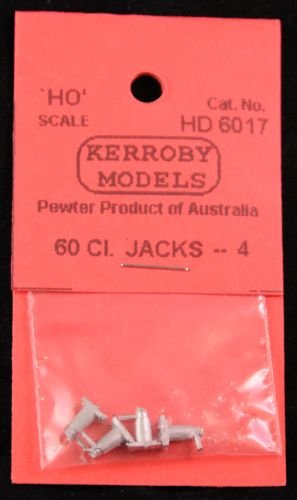 'HO'
SCALE
Cat. No.
HD 6017
KERROBY
MODELS
Pewter Product of Australia
60 Cl. JACKS -- 4